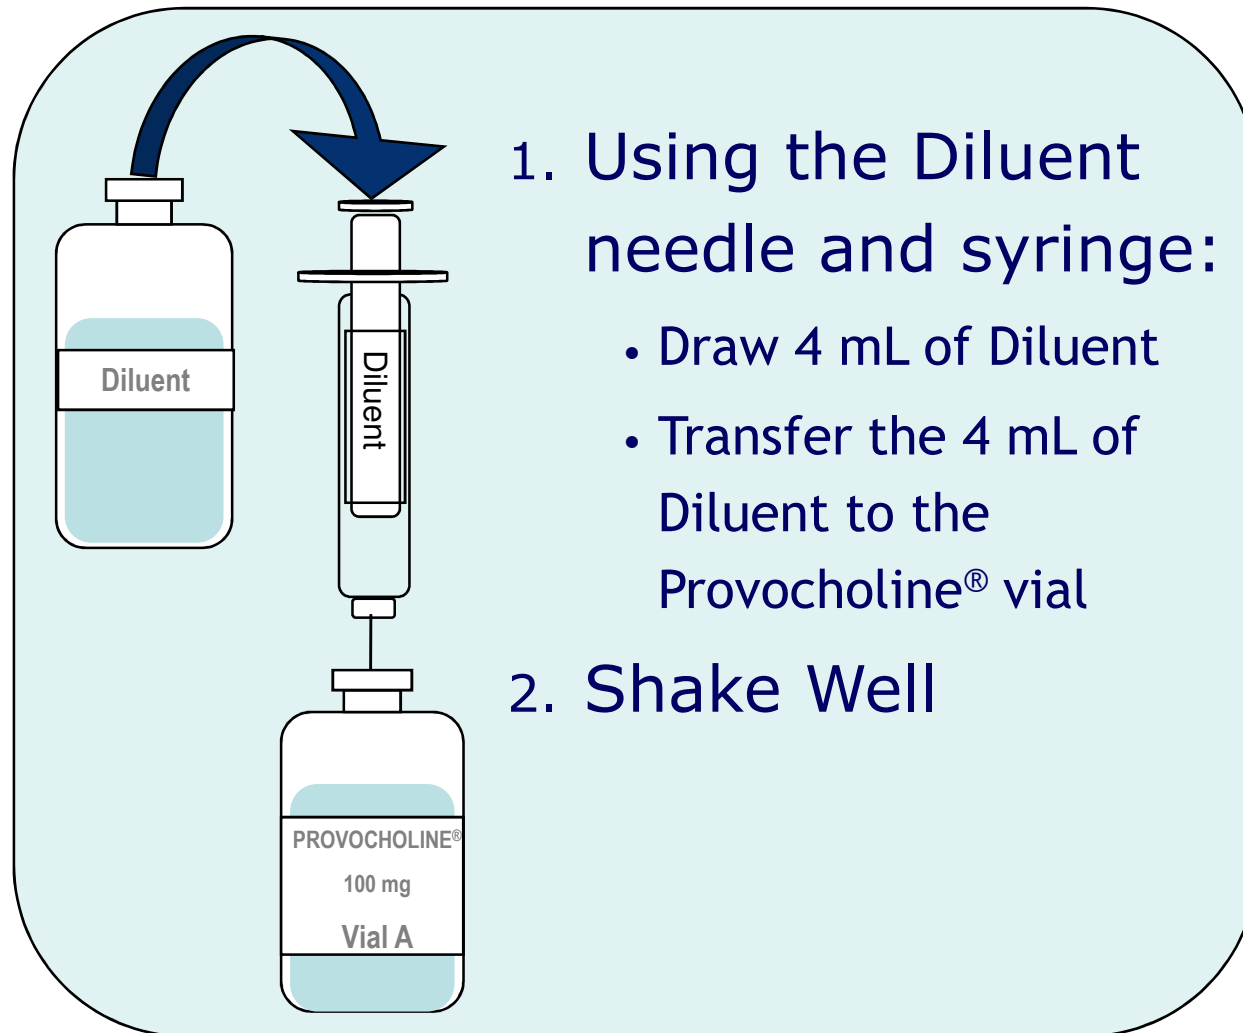 Diluent
Diluent
PROVOCHOLINE®
100 mg
Vial A
1. Using the Diluent
needle and syringe:
• Draw 4 mL of Diluent
• Transfer the 4 mL of
Diluent to the
Provocholine® vial
2. Shake Well